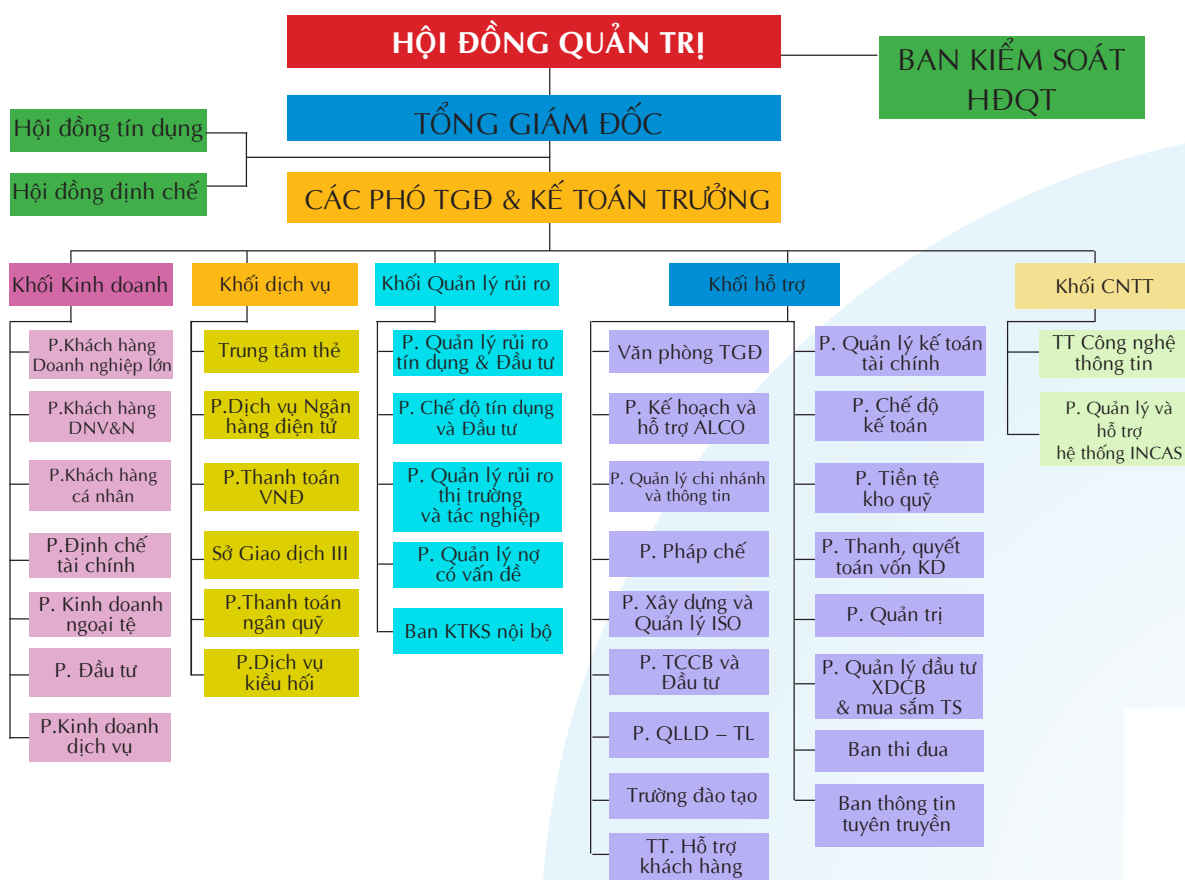 HỘI ĐỒNG QUẢN TRỊ
BAN KIỂM SOÁT
HĐQT
TỔNG GIÁM ĐỐC
Hội đồng tín dụng
Hội đồng định chế
CÁC PHÓ TGĐ & KẾ TOÁN TRƯỞNG
Khối Kinh doanh
P.Khách hàng
Doanh nghiệp lớn
P.Khách hàng
DNV&N
P.Khách hàng
cá nhân
P.Định chế
tài chính
P. Kinh doanh
ngoại tệ
P. Đầu tư
P.Kinh doanh
dịch vụ
Khối dịch vụ
Trung tâm thẻ
P.Dịch vụ Ngân
hàng điện tử
P.Thanh toán
VNĐ
Sở Giao dịch III
P.Thanh toán
ngân quỹ
P.Dịch vụ
kiều hối
Khối Quản lý rủi ro
P. Quản lý rủi ro
tín dụng & Đầu tư
P. Chế độ tín dụng
và Đầu tư
P. Quản lý rủi ro
thị trường
và tác nghiệp
P. Quản lý nợ
có vấn đề
Ban KTKS nội bộ
Khối hỗ trợ
Văn phòng TGĐ
P. Kế hoạch và
hỗ trợ ALCO
P. Quản lý chi nhánh
và thông tin
P. Pháp chế
P. Xây dựng và
Quản lý ISO
P. TCCB và
Đầu tư
P. QLLD – TL
Trường đào tạo
TT. Hỗ trợ
khách hàng
P. Quản lý kế toán
tài chính
P. Chế độ
kế toán
P. Tiền tệ
kho quỹ
P. Thanh, quyết
toán vốn KD
P. Quản trị
P. Quản lý đầu tư
XDCB
& mua sắm TS
Ban thi đua
Ban thông tin
tuyên truyền
Khối CNTT
TT Công nghệ
thông tin
P. Quản lý và
hỗ trợ
hệ thống INCAS